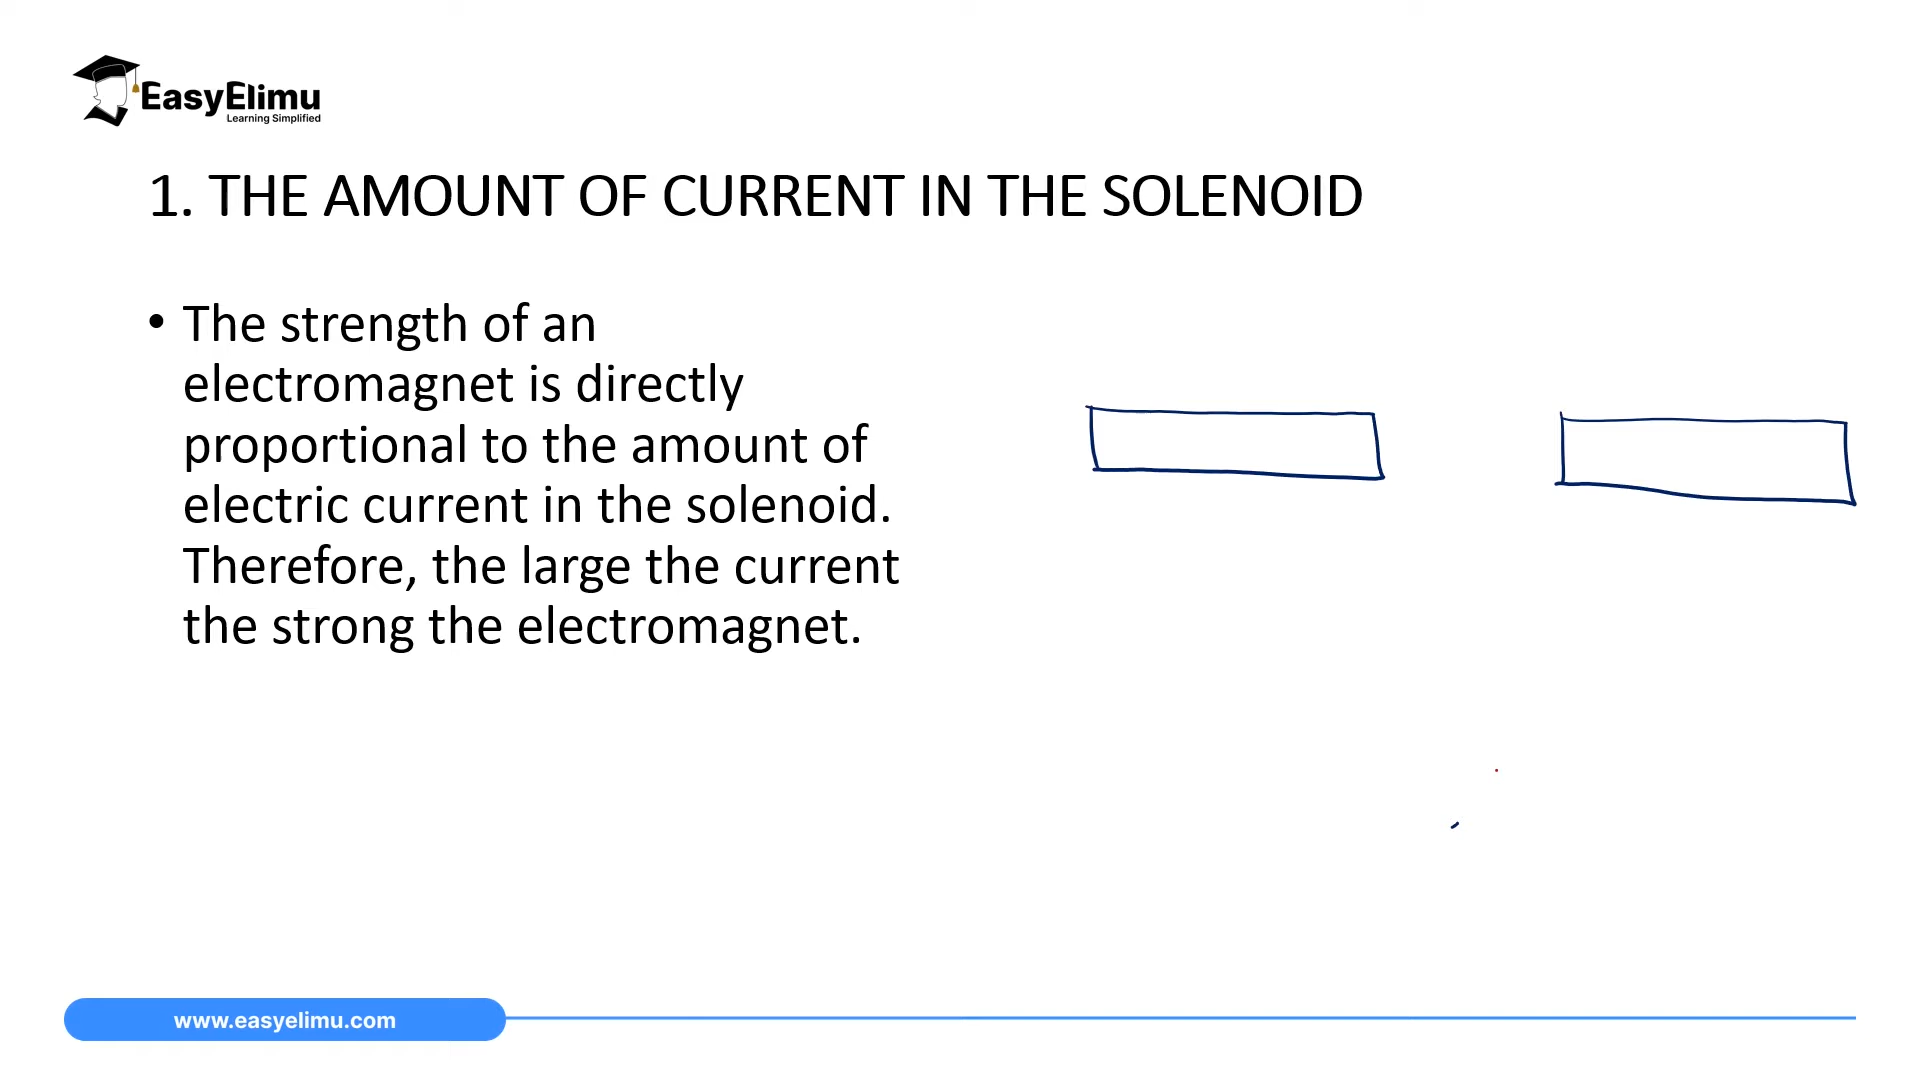 EasyElimu
Learning Simplified
1. THE AMOUNT OF CURRENT IN THE SOLENOID
• The strength of an
electromagnet is directly
proportional to the amount of
electric current in the solenoid.
Therefore, the large the current
the strong the electromagnet.
www.easyelimu.com